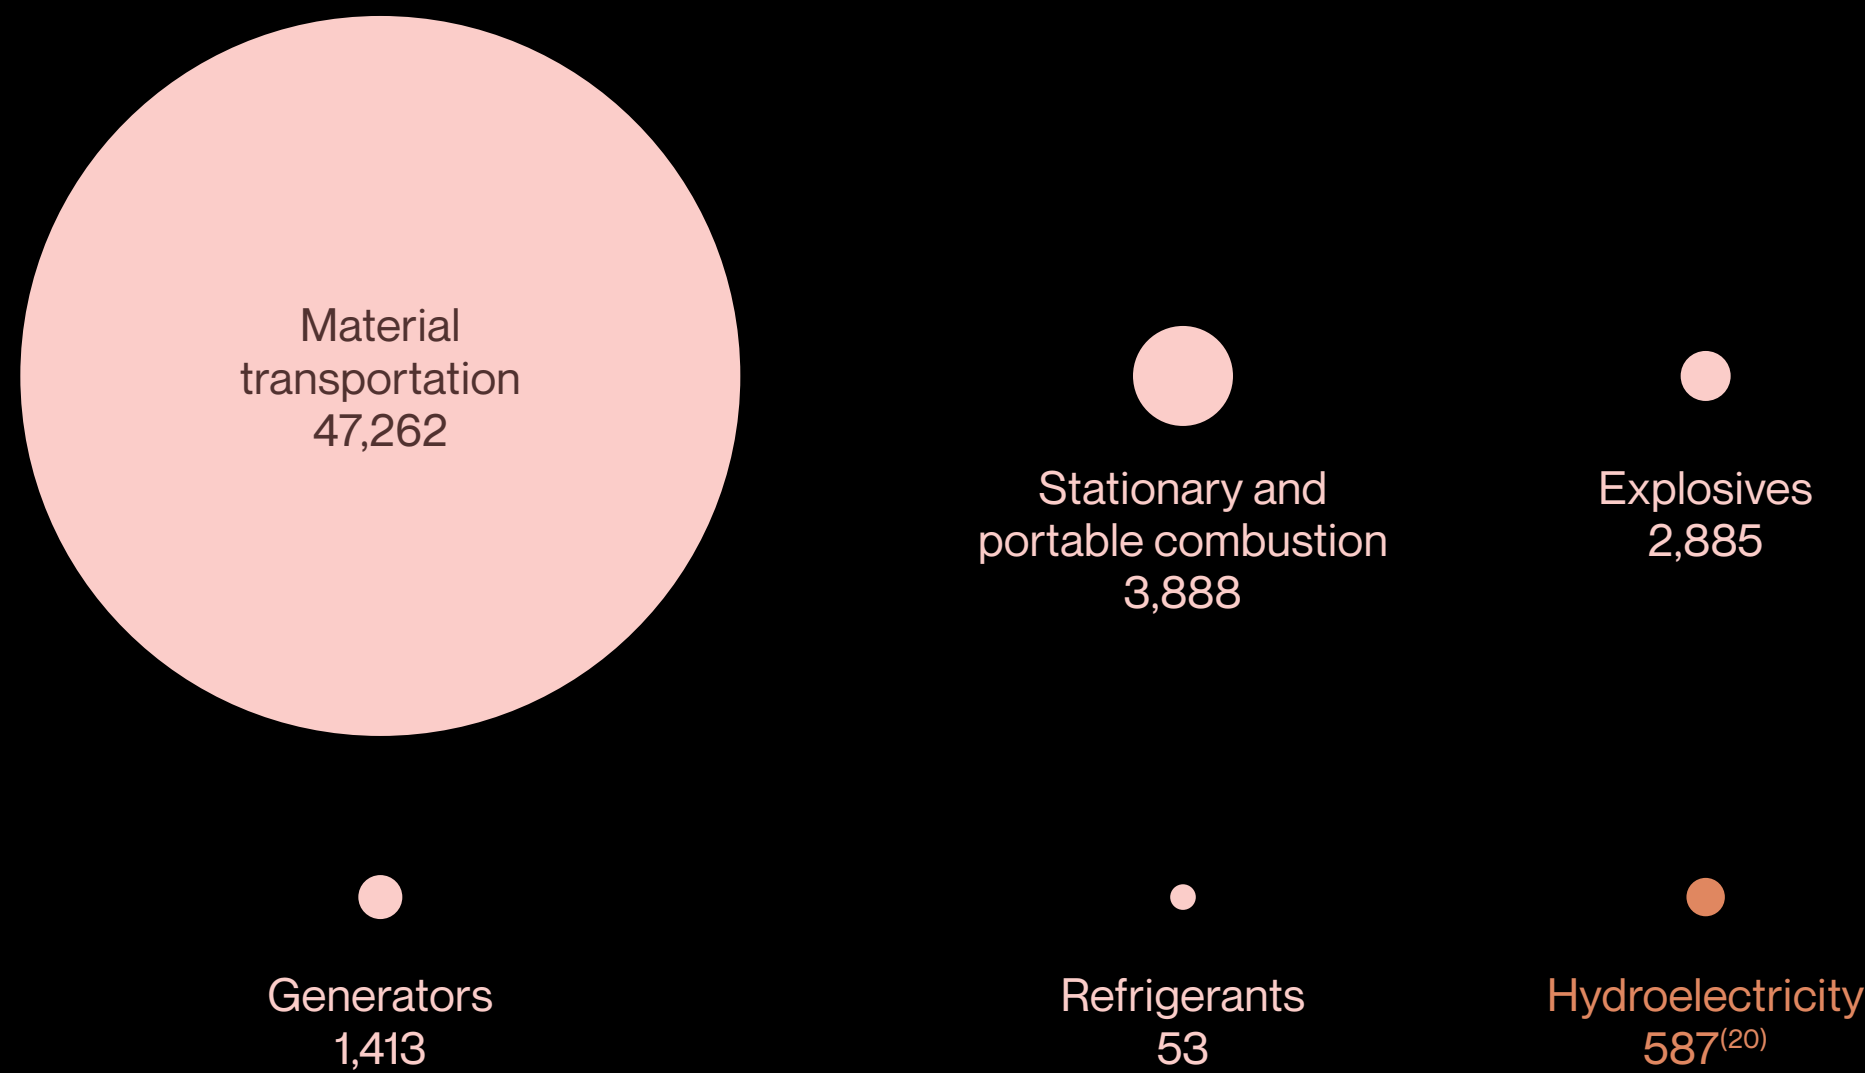 Material
transportation
47,262
Stationary and
portable combustion
3,888
Explosives
2,885
Generators
1,413
Refrigerants
53
Hydroelectricity
587(20)